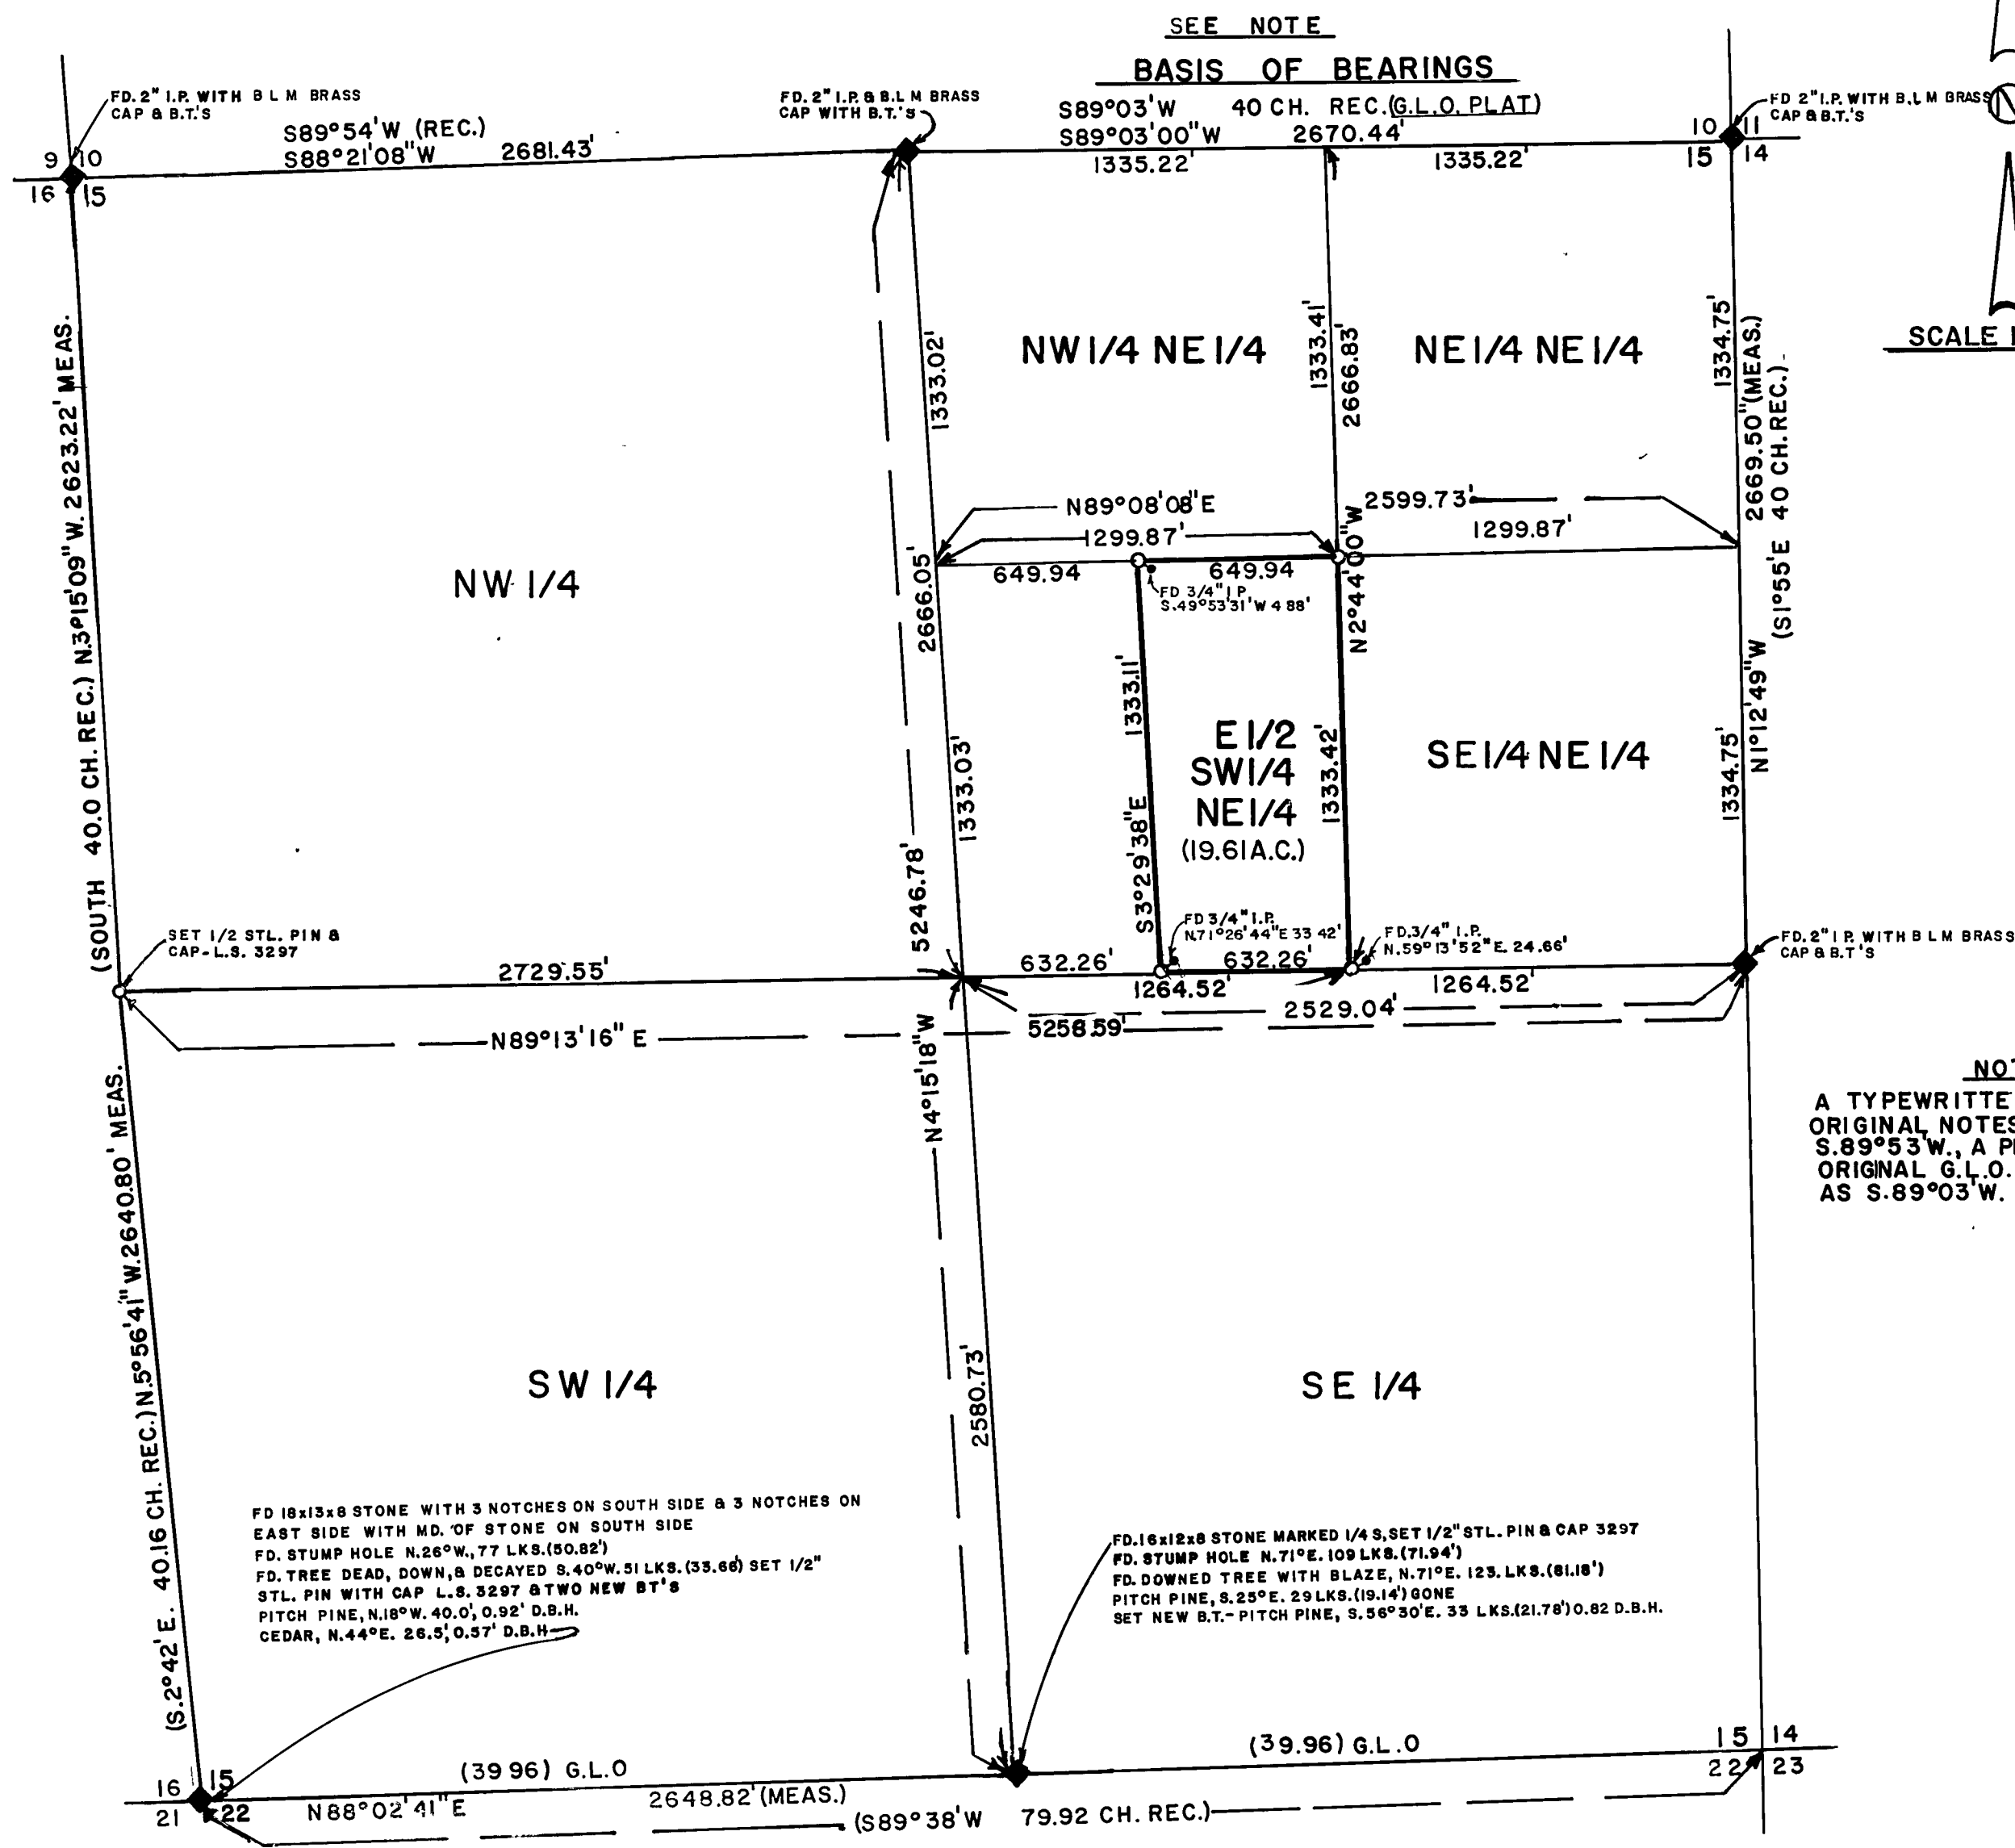 SEE NOTE
BASIS OF BEARINGS
FD. 2" I.P. WITH B L M BRASS
CAP & B.T.'S
S89°54'W (REC.)
S88°21'08"W 2681.43'
FD. 2" I.P. & B.L M BRASS
CAP WITH B.T.'S
S89°03'W 40 CH. REC.(G.L.O. PLAT)
S89°03'00"W 2670.44'
1335.22' 1335.22'
FD 2" I.P. WITH B.L M BRASS
CAP & B.T.'S
N
9 10
16 15
10 11
15 14
SCALE
(SOUTH 40.0 CH. REC.) N.3°15'09"W. 2623.22' MEAS.
NW 1/4
1333.02'
2666.05'
1333.03'
5246.78'
NW 1/4 NE 1/4
1333.41'
2666.83'
NE 1/4 NE 1/4
1334.75'
2669.50"(MEAS.)
(S1°55'E 40 CH.REC.)
N1°12'49"W
1334.75'
N89°08'08"E
1299.87'
649.94 649.94
2599.73'
1299.87'
FD 3/4" I P
S.49°53'31"W 4 88'
N2°44'00"W
1333.11'
S3°29'38"E
1333.42'
E 1/2
SW1/4
NE1/4
(19.61A.C.)
SE1/4 NE1/4
SET 1/2 STL. PIN &
CAP-L.S. 3297
FD 3/4" I.P.
N.71°26'44"E 33 42'
FD.3/4" I.P.
N.59°13'52"E. 24.66'
FD. 2" I P. WITH B L M BRASS
CAP & B.T'S
2729.55' 632.26' 632.26'
1264.52' 1264.52'
2529.04'
N89°13'16"E 5258.59'
N4°15'18"W
A TYPEWRITTE
ORIGINAL NOTES
S.89°53'W., A P
ORIGINAL G.L.O.
AS S.89°03'W.
(S.2°42'E. 40.16 CH. REC.) N.5°56'41"W.2640.80' MEAS.
SW 1/4
2580.73'
SE 1/4
FD 18x13x8 STONE WITH 3 NOTCHES ON SOUTH SIDE & 3 NOTCHES ON
EAST SIDE WITH MD. OF STONE ON SOUTH SIDE
FD. STUMP HOLE N.26°W., 77 LKS.(50.82')
FD. TREE DEAD, DOWN,& DECAYED S.40°W. 51 LKS.(33.66) SET 1/2"
STL. PIN WITH CAP L.S. 3297 & TWO NEW BT'S
PITCH PINE, N.18°W. 40.0', 0.92' D.B.H.
CEDAR, N.44°E. 26.5', 0.57' D.B.H
FD.16x12x8 STONE MARKED 1/4 S,SET 1/2" STL. PIN & CAP 3297
FD. STUMP HOLE N.71°E. 109 LKS.(71.94')
FD. DOWNED TREE WITH BLAZE, N.71°E. 123. LKS.(81.18')
PITCH PINE, S.25°E. 29 LKS.(19.14') GONE
SET NEW B.T.- PITCH PINE, S.56°30'E. 33 LKS.(21.78') 0.82 D.B.H.
16 15
21 22
(39 96) G.L.O
(39.96) G.L.O
15 14
22 23
N88°02'41"E 2648.82'(MEAS.)
(S89°38'W 79.92 CH. REC.)